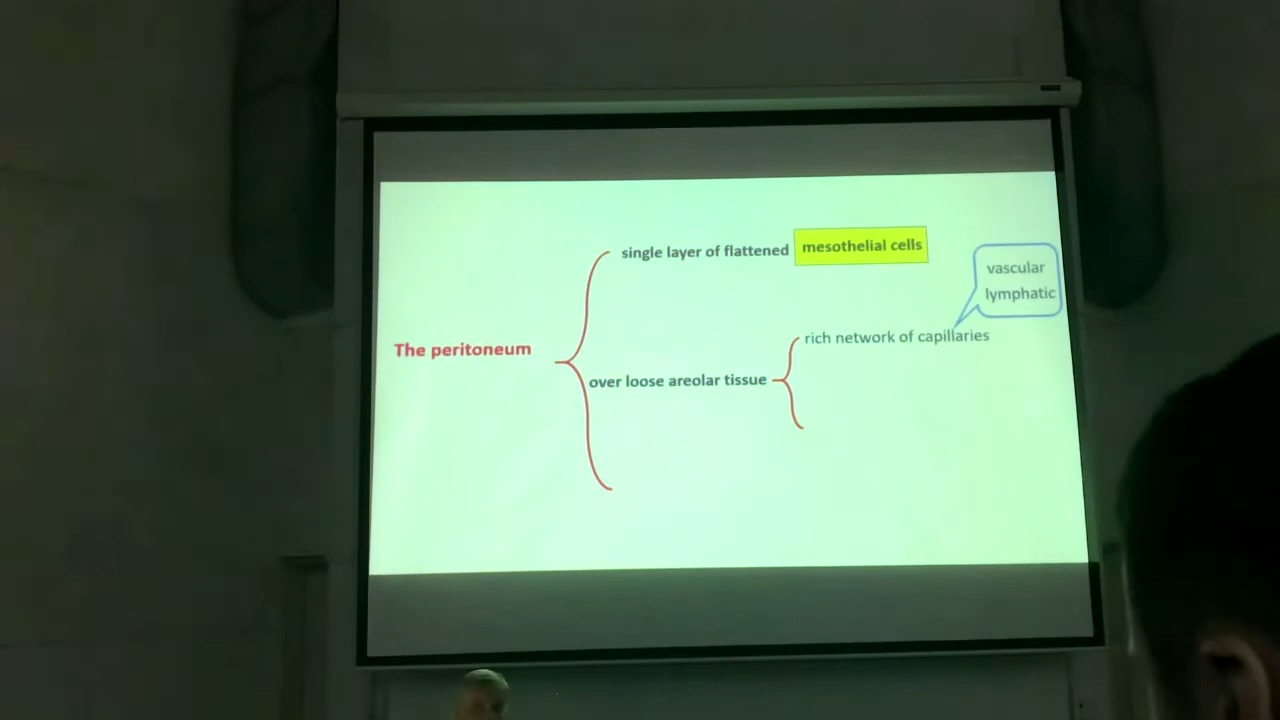 single layer of flattened mesothelial cells
vascular
lymphatic
rich network of capillaries
The peritoneum
over loose areolar tissue